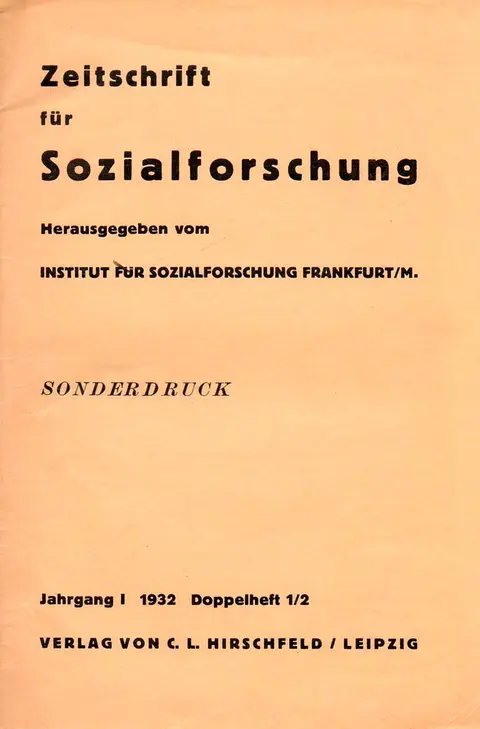 Zeitschrift
für
Sozialforschung
Herausgegeben vom
INSTITUT FÜR SOZIALFORSCHUNG FRANKFURT/M.
SONDERDRUCK
Jahrgang I 1932 Doppelheft 1/2
VERLAG VON C. L. HIRSCHFELD / LEIPZIG